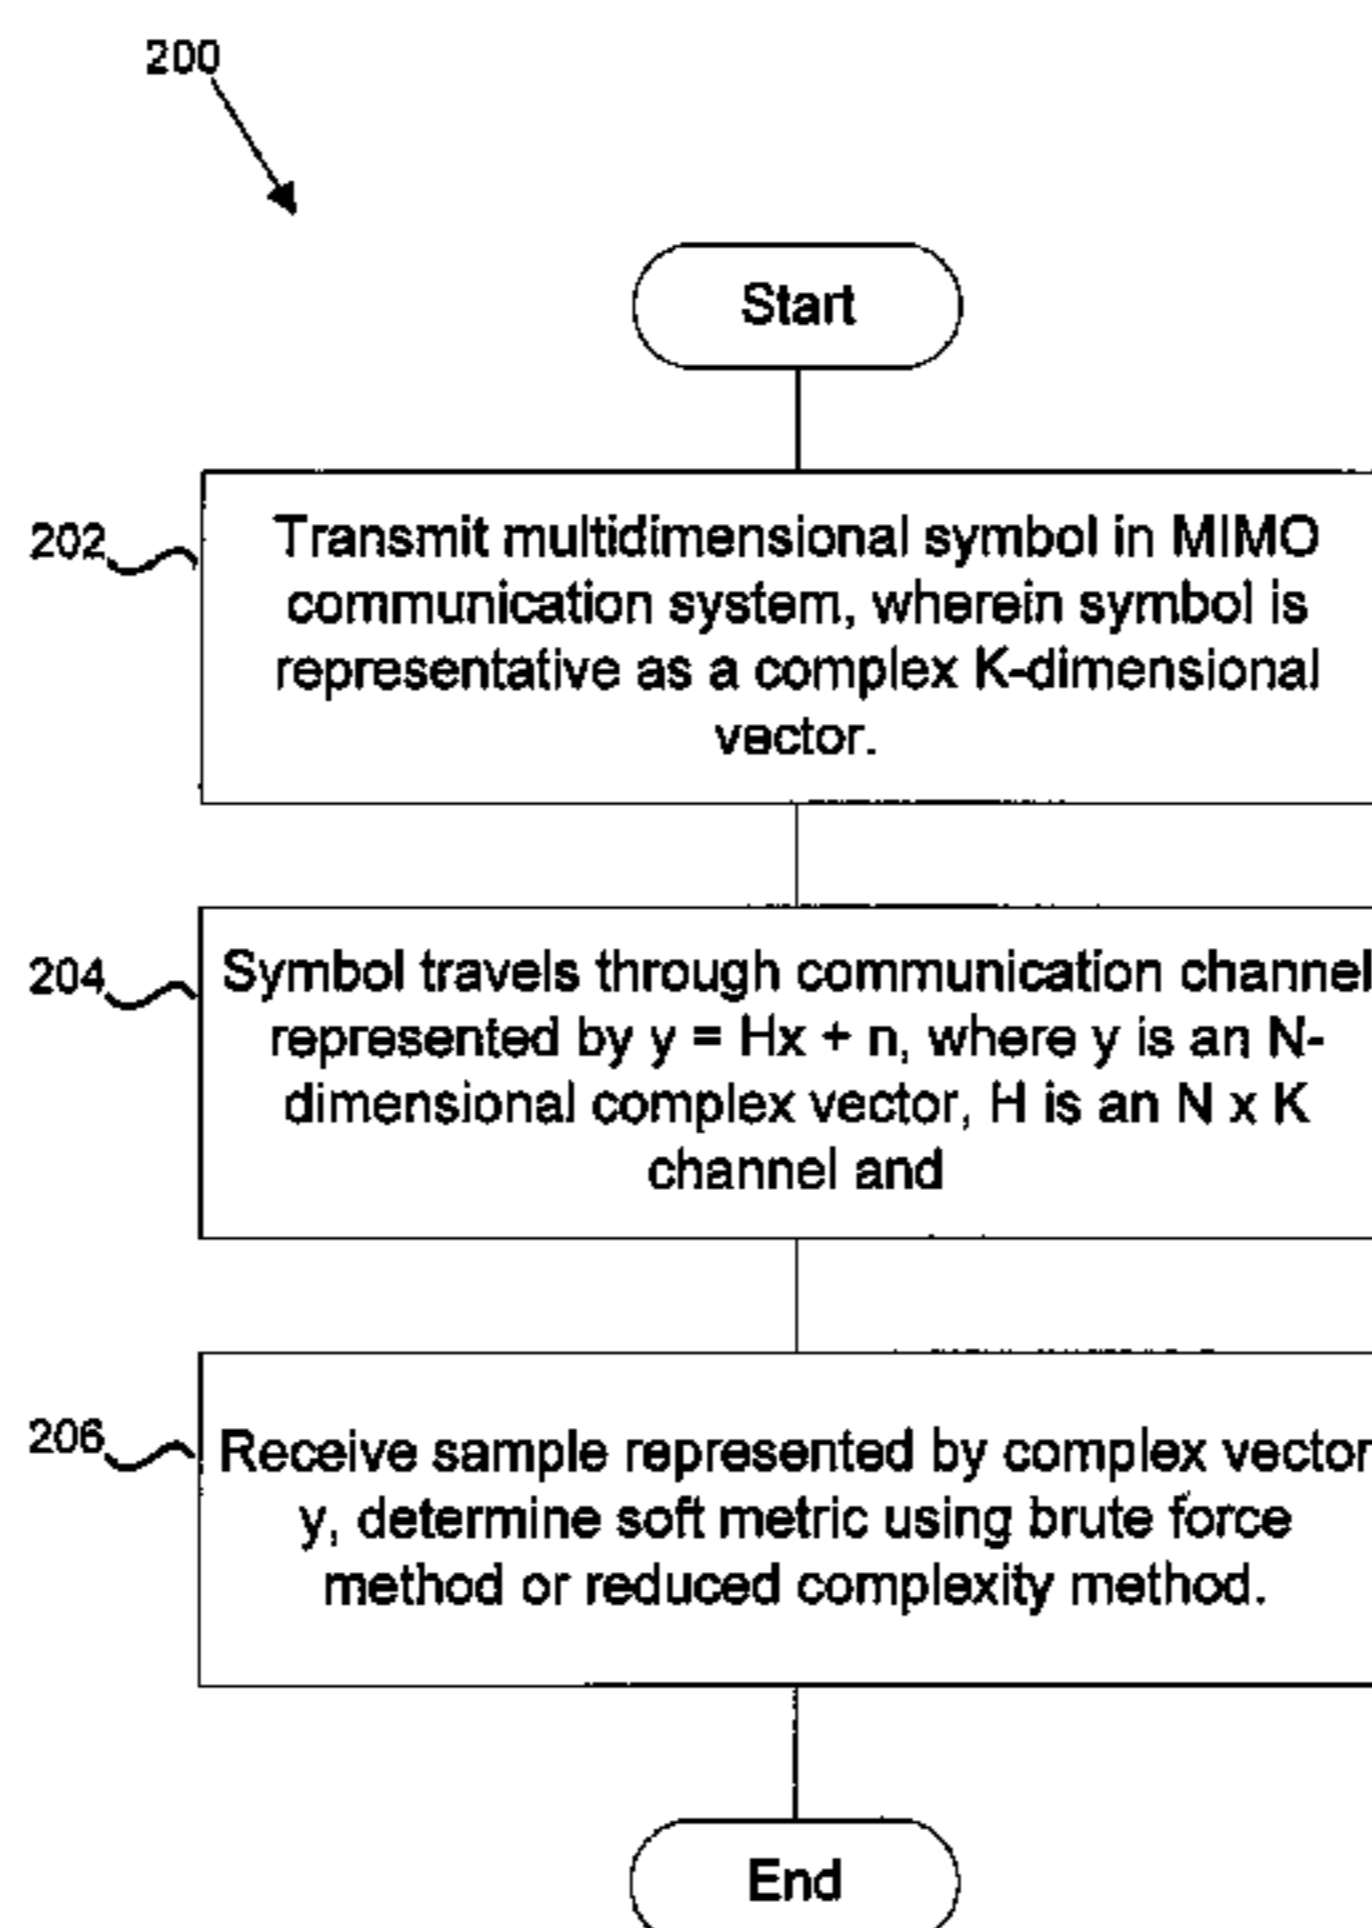 200
Start
202
Transmit multidimensional symbol in MIMO
communication system, wherein symbol is
representative as a complex K-dimensional
vector.
204
Symbol travels through communication channel
represented by y = Hx + n, where y is an N-
dimensional complex vector, H is an N x K
channel and
206
Receive sample represented by complex vector
y, determine soft metric using brute force
method or reduced complexity method.
End